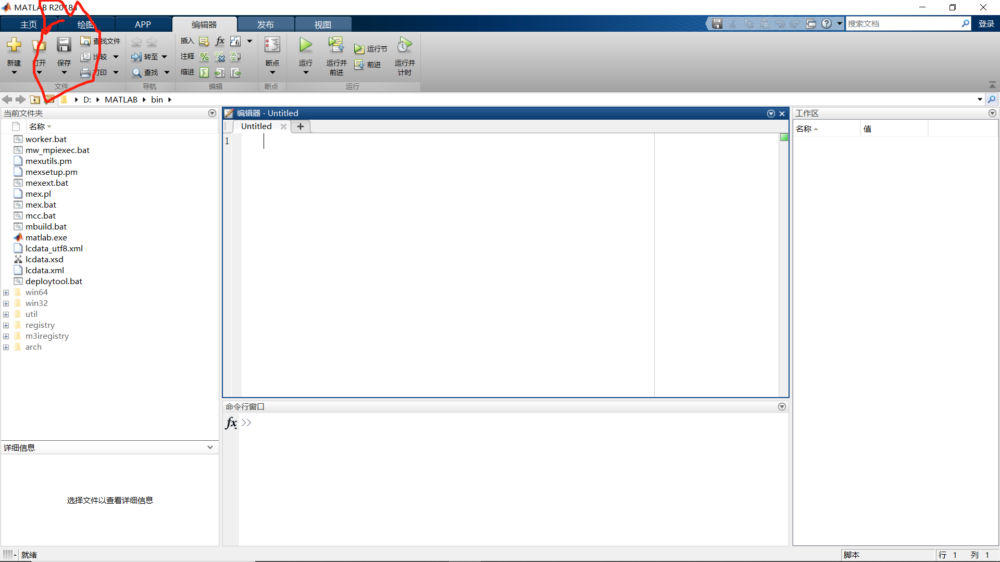 MATLAB R2018a
主页 绘图 APP 编辑器 发布 视图 搜索文档 登录
新建 打开 保存 查找文件 比较 打印
转至 查找
插入 fx fi
注释 % %
缩进
断点
运行 运行并前进 运行节 前进 运行并计时
文件 导航 编辑 断点 运行
D: MATLAB bin
当前文件夹
名称
worker.bat
mw_mpiexec.bat
mexutils.pm
mexsetup.pm
mexext.bat
mex.pl
mex.bat
mcc.bat
mbuild.bat
matlab.exe
lcdata_utf8.xml
lcdata.xsd
lcdata.xml
deploytool.bat
win64
win32
util
registry
m3iregistry
arch
详细信息
选择文件以查看详细信息
编辑器 - Untitled
Untitled
1
命令行窗口
fx >>
工作区
名称 值
就绪
脚本 行 1 列 1